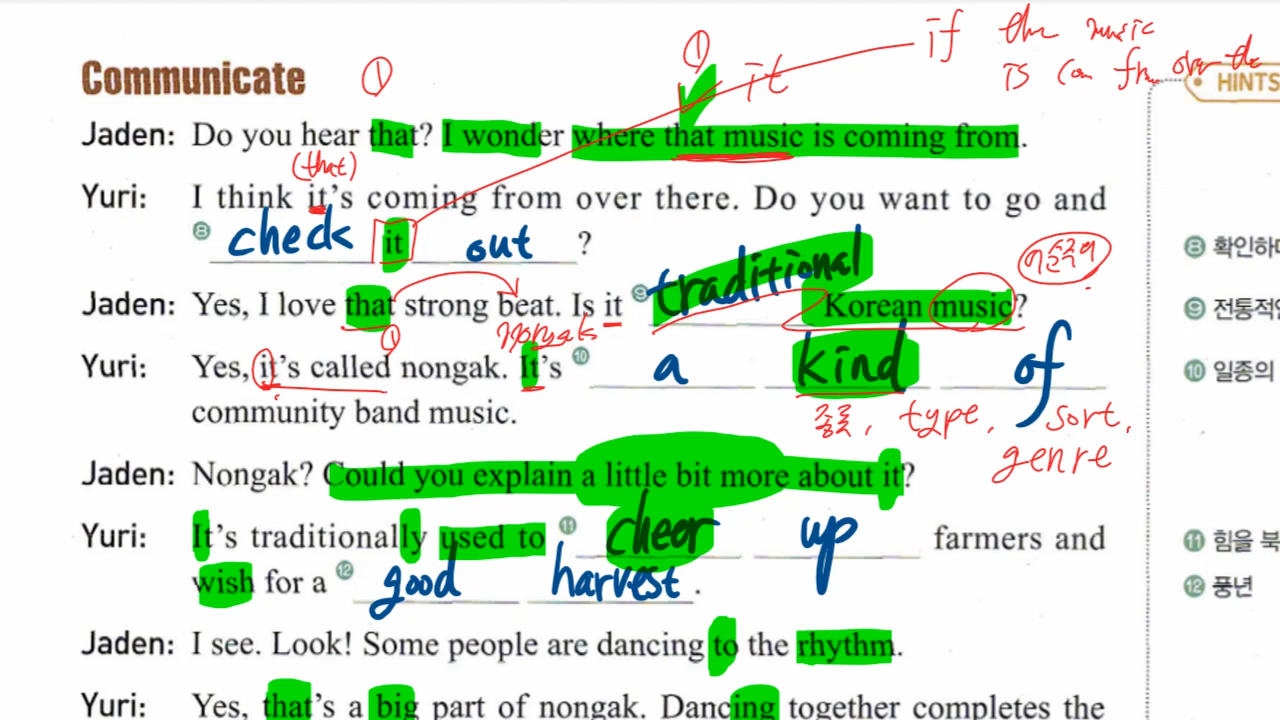 if the music
① ① it is com from over the
Communicate HINTS
Jaden: Do you hear that? I wonder where that music is coming from.
(that)
Yuri: I think it's coming from over there. Do you want to go and
⑧ check it out ? ⑧ 확인하
Jaden: Yes, I love that strong beat. Is it ⑨ traditional Korean music? ⑨ 전통적
①
Yuri: Yes, it's called nongak. It's ⑩ a kind of ⑩ 일종의
community band music. 종류, type, sort,
genre
Jaden: Nongak? Could you explain a little bit more about it?
Yuri: It's traditionally used to ⑪ cheer up farmers and ⑪ 힘을 북
wish for a ⑫ good harvest. ⑫ 풍년
Jaden: I see. Look! Some people are dancing to the rhythm.
Yuri: Yes, that's a big part of nongak. Dancing together completes the